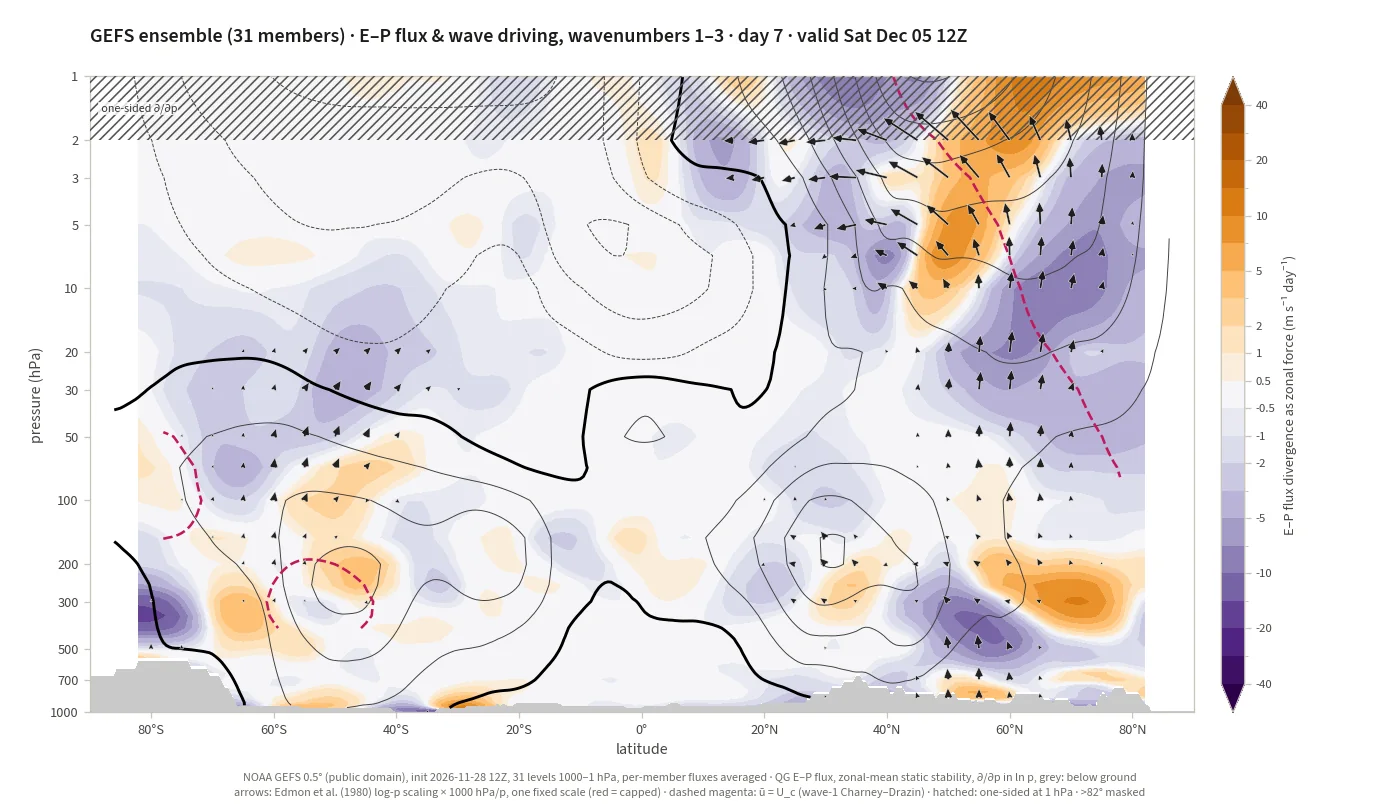 GEFS ensemble (31 members) · E–P flux & wave driving, wavenumbers 1–3 · day 7 · valid Sat Dec 05 12Z
one-sided ∂/∂p
1
2
3
5
10
20
30
50
100
200
300
500
700
1000
pressure (hPa)
80°S
60°S
40°S
20°S
0°
20°N
40°N
60°N
80°N
latitude
40
20
10
5
2
1
0.5
-0.5
-1
-2
-5
-10
-20
-40
E–P flux divergence as zonal force (m s⁻¹ day⁻¹)
NOAA GEFS 0.5° (public domain), init 2026-11-28 12Z, 31 levels 1000–1 hPa, per-member fluxes averaged · QG E–P flux, zonal-mean static stability, ∂/∂p in ln p, grey: below ground
arrows: Edmon et al. (1980) log-p scaling × 1000 hPa/p, one fixed scale (red = capped) · dashed magenta: ū = U_c (wave-1 Charney–Drazin) · hatched: one-sided at 1 hPa · >82° masked